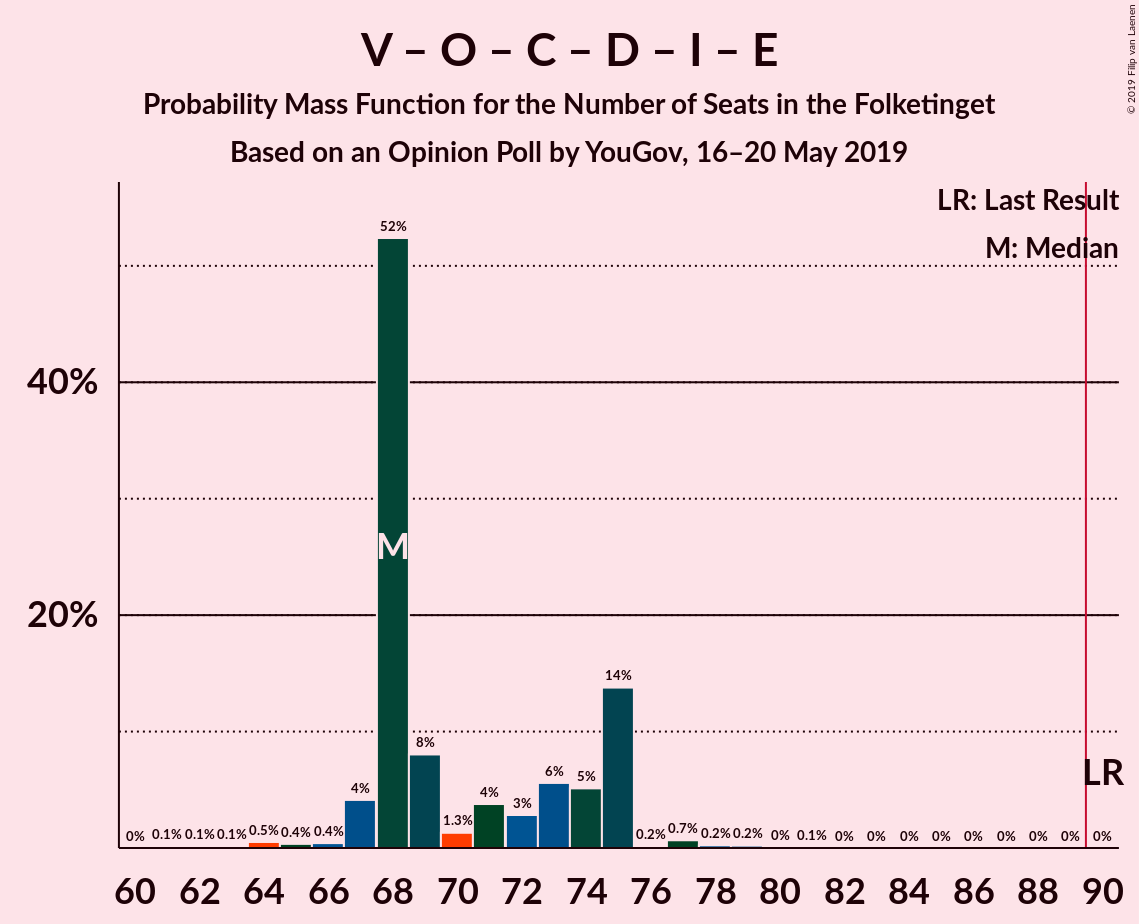 V – O – C – D – I – E
Probability Mass Function for the Number of Seats in the Folketinget
Based on an Opinion Poll by YouGov, 16–20 May 2019
© 2019 Filip van Laenen
LR: Last Result
M: Median
40%
20%
0% 0.1% 0.1% 0.1% 0.5% 0.4% 0.4% 4% 52% 8% 1.3% 4% 3% 6% 5% 14% 0.2% 0.7% 0.2% 0.2% 0% 0.1% 0% 0% 0% 0% 0% 0% 0% 0% 0%
M
LR
60 62 64 66 68 70 72 74 76 78 80 82 84 86 88 90